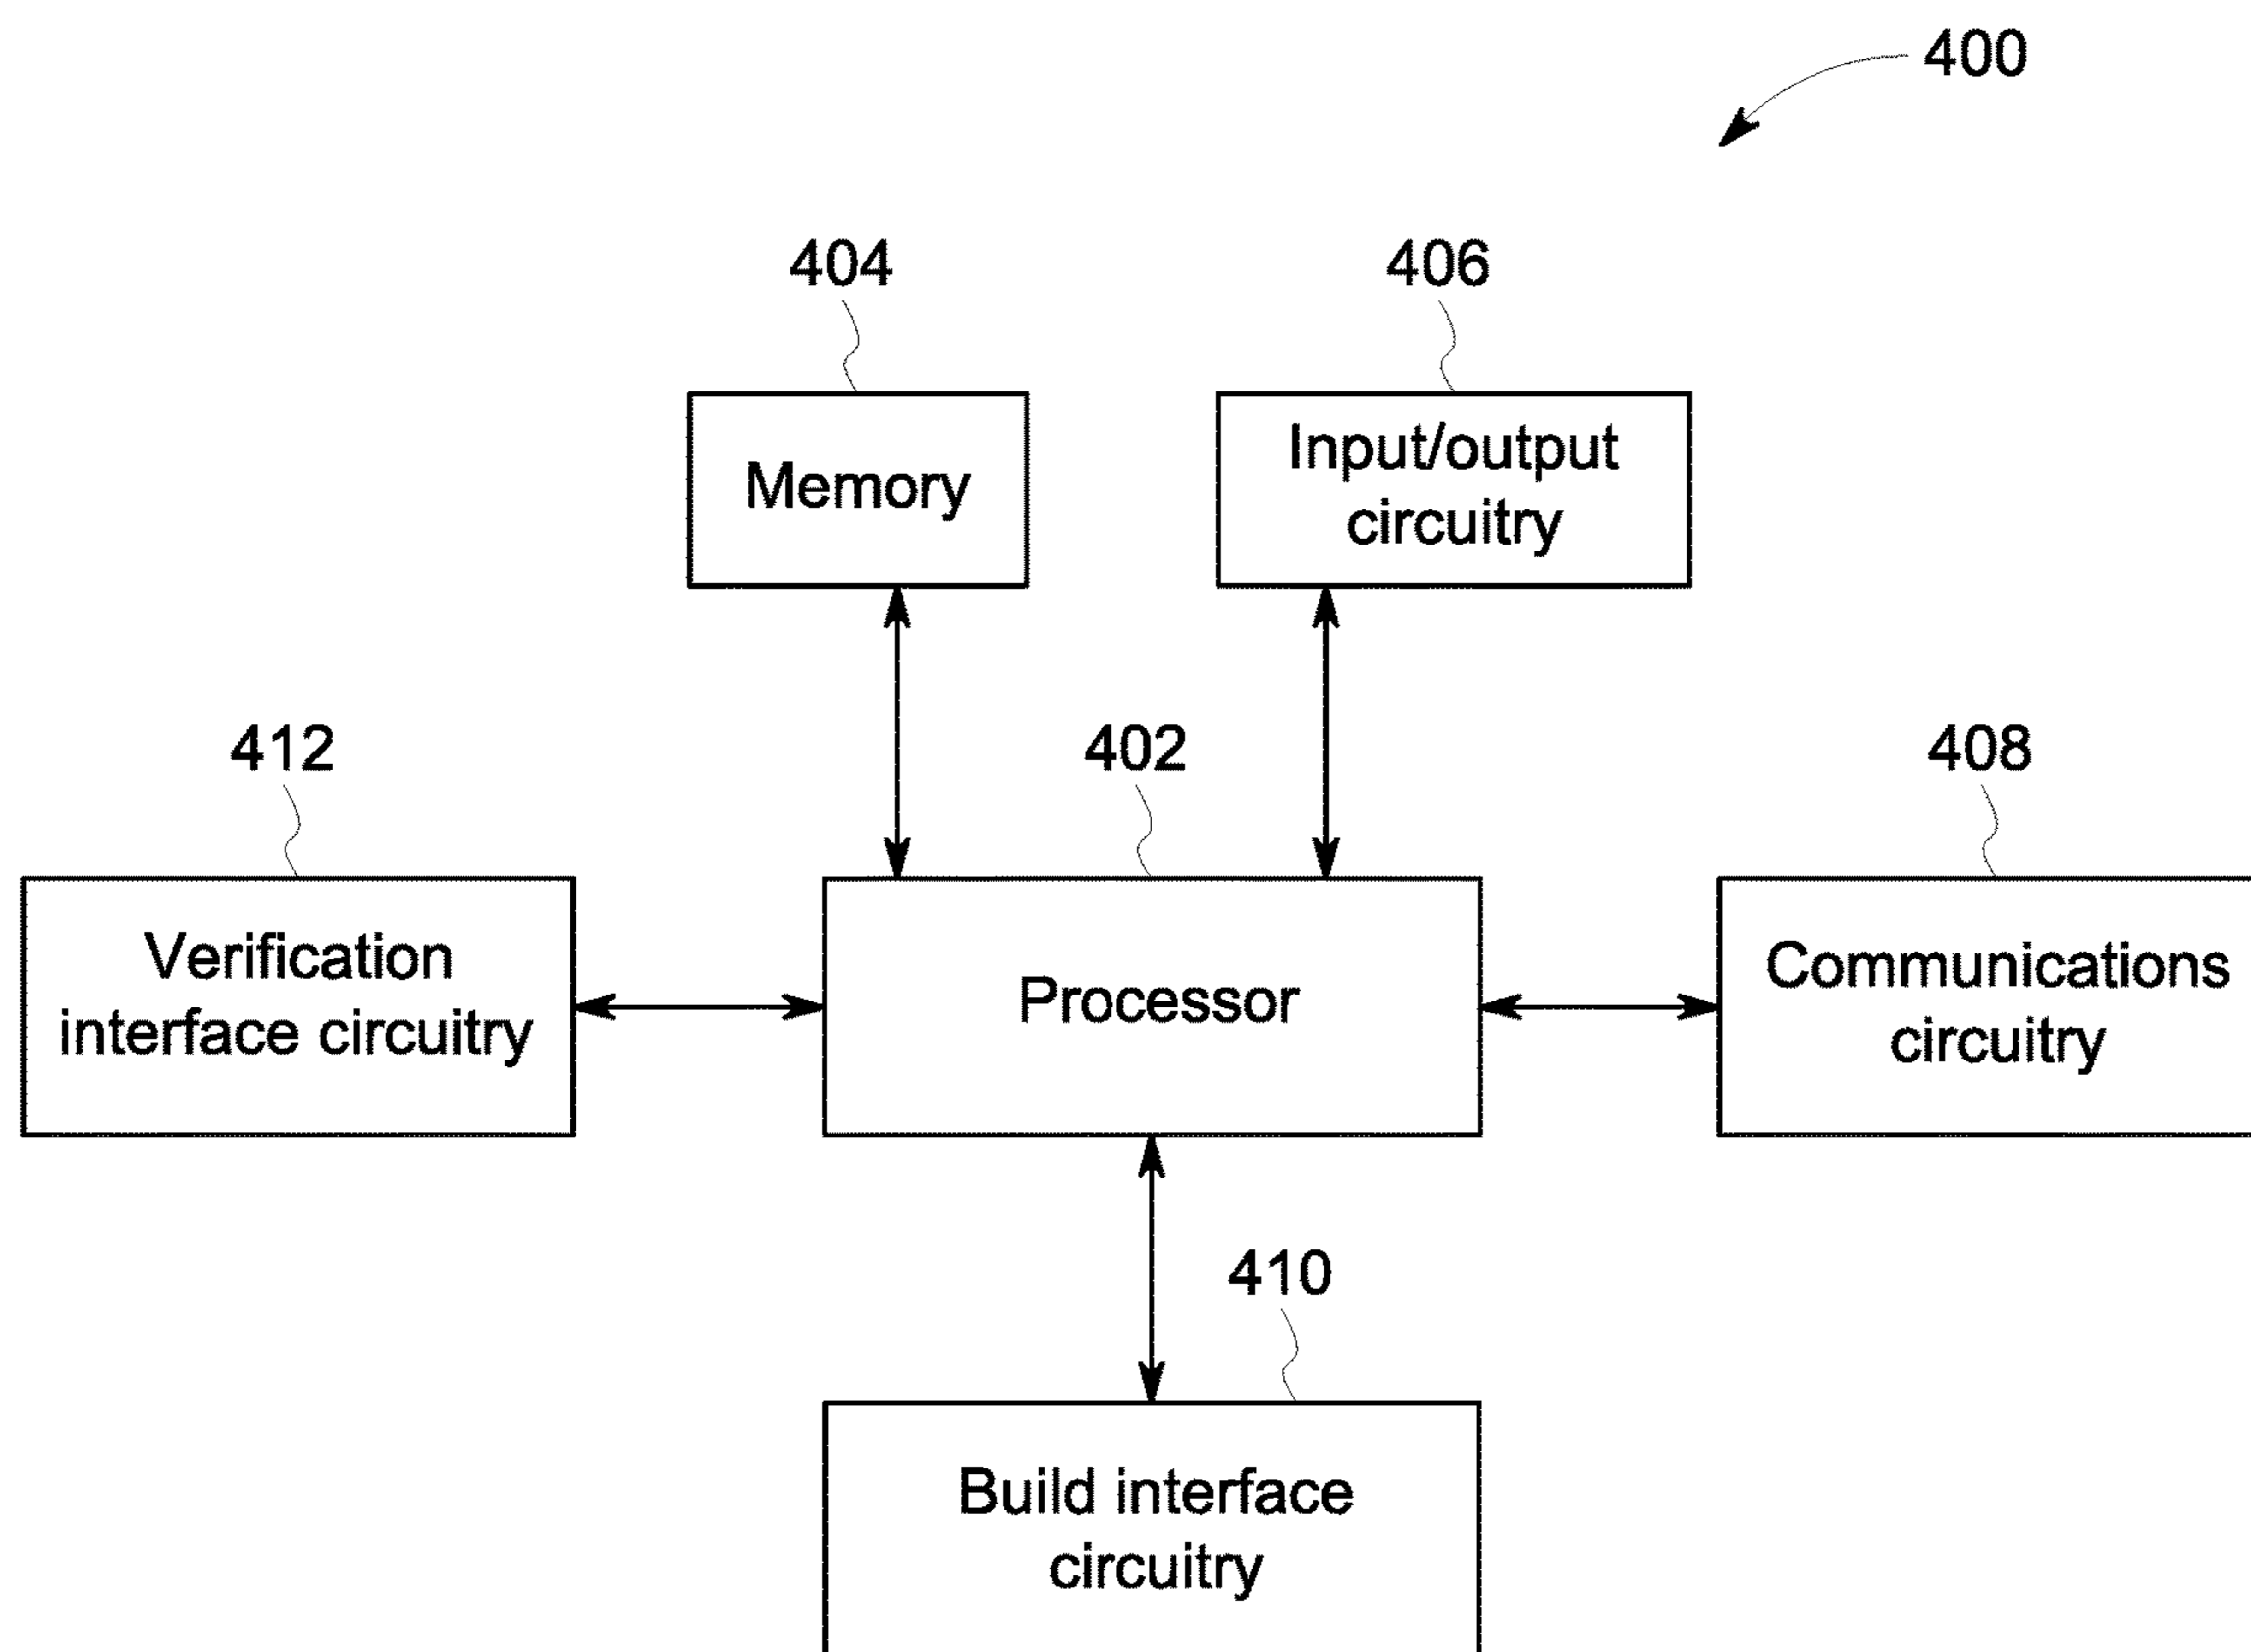 400
404
406
Memory
Input/output
circuitry
412
402
408
Verification
interface circuitry
Processor
Communications
circuitry
410
Build interface
circuitry